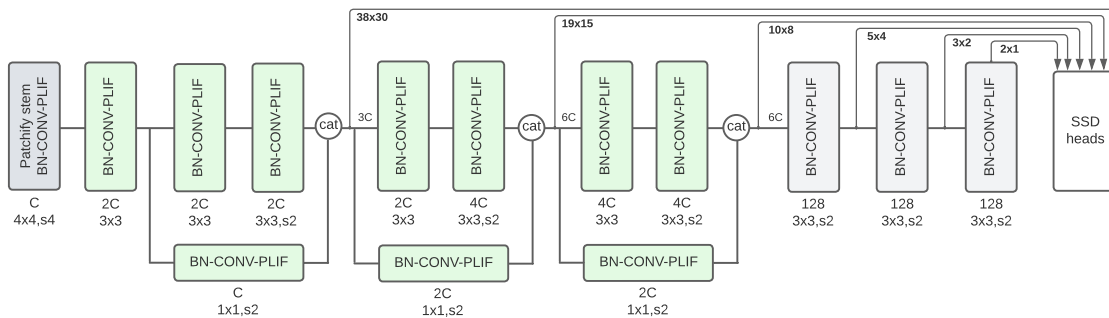 38x30
19x15
10x8
5x4
3x2
2x1
Patchify stem
BN-CONV-PLIF
BN-CONV-PLIF
BN-CONV-PLIF
BN-CONV-PLIF
cat
3C
BN-CONV-PLIF
BN-CONV-PLIF
cat
6C
BN-CONV-PLIF
BN-CONV-PLIF
cat
6C
BN-CONV-PLIF
BN-CONV-PLIF
BN-CONV-PLIF
SSD
heads
C
4x4,s4
2C
3x3
2C
3x3
2C
3x3,s2
2C
3x3
4C
3x3,s2
4C
3x3
4C
3x3,s2
128
3x3,s2
128
3x3,s2
128
3x3,s2
BN-CONV-PLIF
C
1x1,s2
BN-CONV-PLIF
2C
1x1,s2
BN-CONV-PLIF
2C
1x1,s2